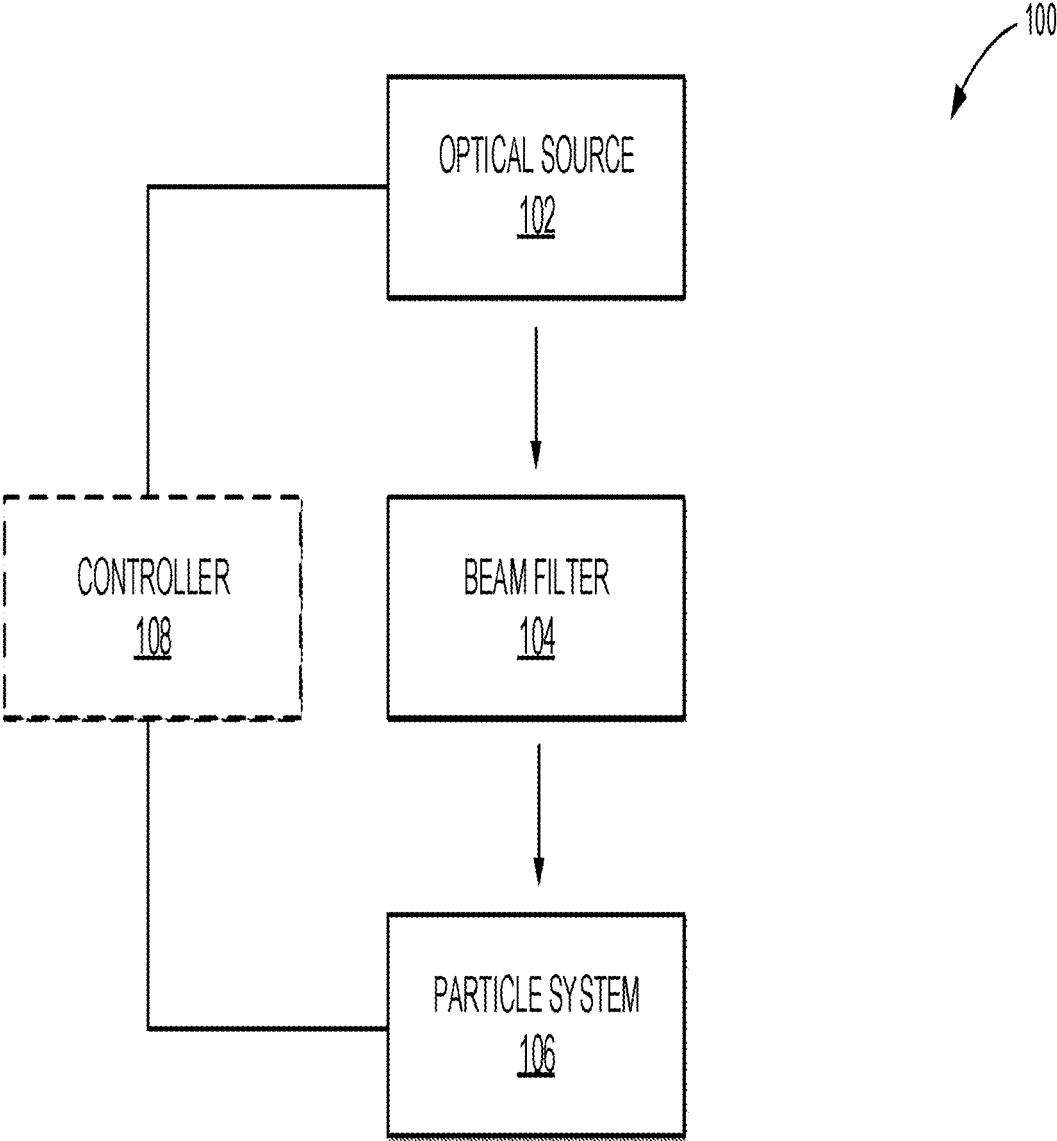 100
OPTICAL SOURCE
102
CONTROLLER
108
BEAM FILTER
104
PARTICLE SYSTEM
106